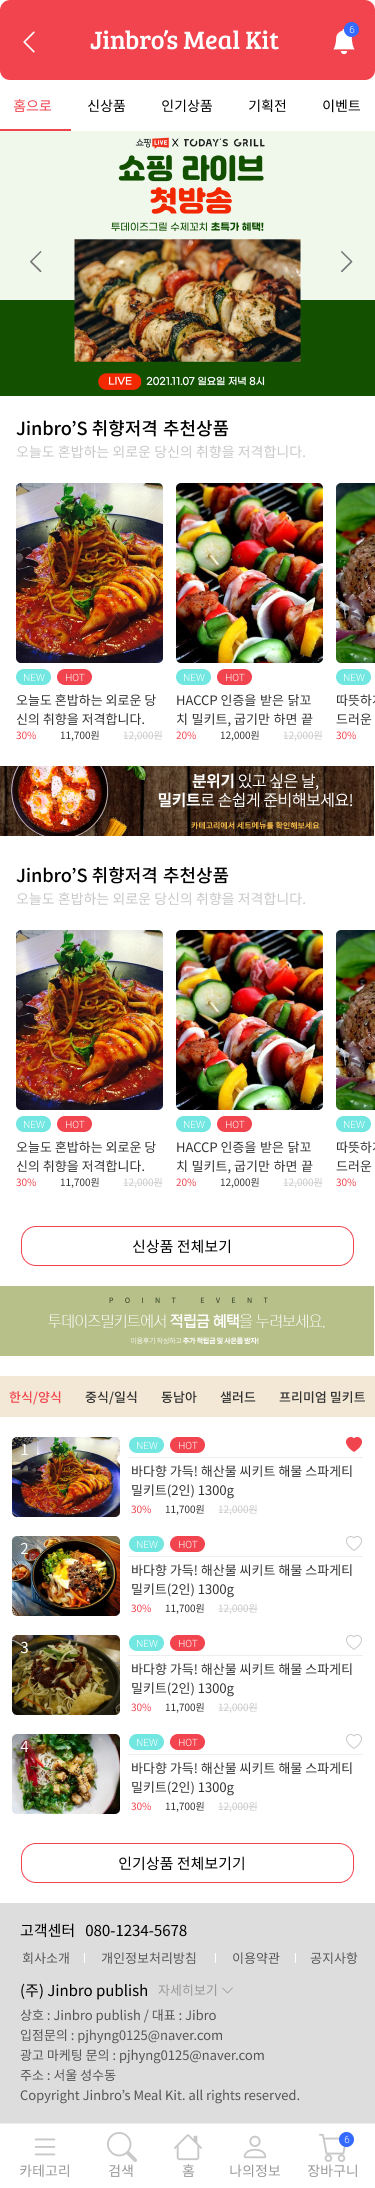 Jinbro's Meal Kit
6
홈으로 신상품 인기상품 기획전 이벤트
쇼핑LIVE X TODAY'S GRILL
쇼핑 라이브
첫방송
투데이즈그릴 수제꼬치 초특가 혜택!
LIVE 2021.11.07 일요일 저녁 8시
Jinbro'S 취향저격 추천상품
오늘도 혼밥하는 외로운 당신의 취향을 저격합니다.
NEW HOT NEW HOT NEW
오늘도 혼밥하는 외로운 당 HACCP 인증을 받은 닭꼬 따뜻하
신의 취향을 저격합니다. 치 밀키트, 굽기만 하면 끝 드러운
30% 11,700원 12,000원 20% 12,000원 12,000원 30%
분위기 있고 싶은 날,
밀키트로 손쉽게 준비해보세요!
카테고리에서 세트메뉴를 확인해보세요
Jinbro'S 취향저격 추천상품
오늘도 혼밥하는 외로운 당신의 취향을 저격합니다.
NEW HOT NEW HOT NEW
오늘도 혼밥하는 외로운 당 HACCP 인증을 받은 닭꼬 따뜻하
신의 취향을 저격합니다. 치 밀키트, 굽기만 하면 끝 드러운
30% 11,700원 12,000원 20% 12,000원 12,000원 30%
신상품 전체보기
POINT EVENT
투데이즈밀키트에서 적립금 혜택을 누려보세요.
이용후기 작성하고 추가 적립금 및 사은품 받자!
한식/양식 중식/일식 동남아 샐러드 프리미엄 밀키트
1 NEW HOT
바다향 가득! 해산물 씨키트 해물 스파게티
밀키트(2인) 1300g
30% 11,700원 12,000원
2 NEW HOT
바다향 가득! 해산물 씨키트 해물 스파게티
밀키트(2인) 1300g
30% 11,700원 12,000원
3 NEW HOT
바다향 가득! 해산물 씨키트 해물 스파게티
밀키트(2인) 1300g
30% 11,700원 12,000원
4 NEW HOT
바다향 가득! 해산물 씨키트 해물 스파게티
밀키트(2인) 1300g
30% 11,700원 12,000원
인기상품 전체보기기
고객센터 080-1234-5678
회사소개 개인정보처리방침 이용약관 공지사항
(주) Jinbro publish 자세히보기
상호 : Jinbro publish / 대표 : Jibro
입점문의 : pjhyng0125@naver.com
광고 마케팅 문의 : pjhyng0125@naver.com
주소 : 서울 성수동
Copyright Jinbro's Meal Kit. all rights reserved.
6
카테고리 검색 홈 나의정보 장바구니